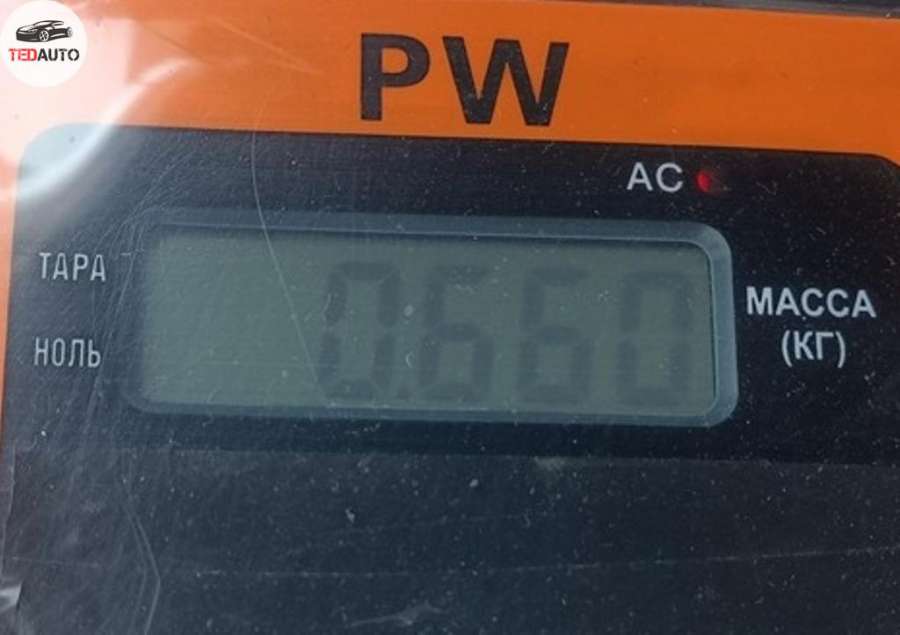 TEDAUTO
PW
AC
ТАРА
НОЛЬ
0.660
МАССА
(КГ)